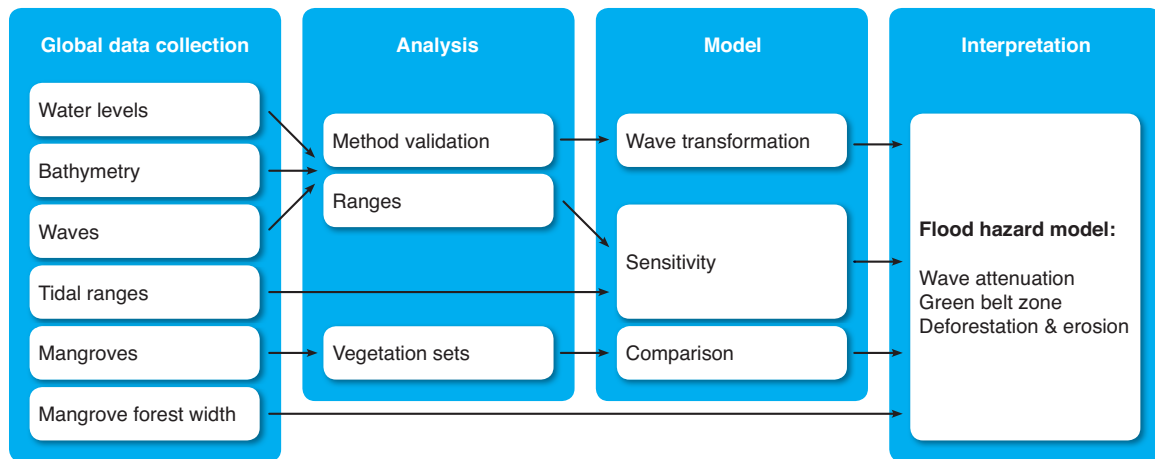 Global data collection
Water levels
Bathymetry
Waves
Tidal ranges
Mangroves
Mangrove forest width
Analysis
Method validation
Ranges
Vegetation sets
Model
Wave transformation
Sensitivity
Comparison
Interpretation
Flood hazard model:
Wave attenuation
Green belt zone
Deforestation & erosion